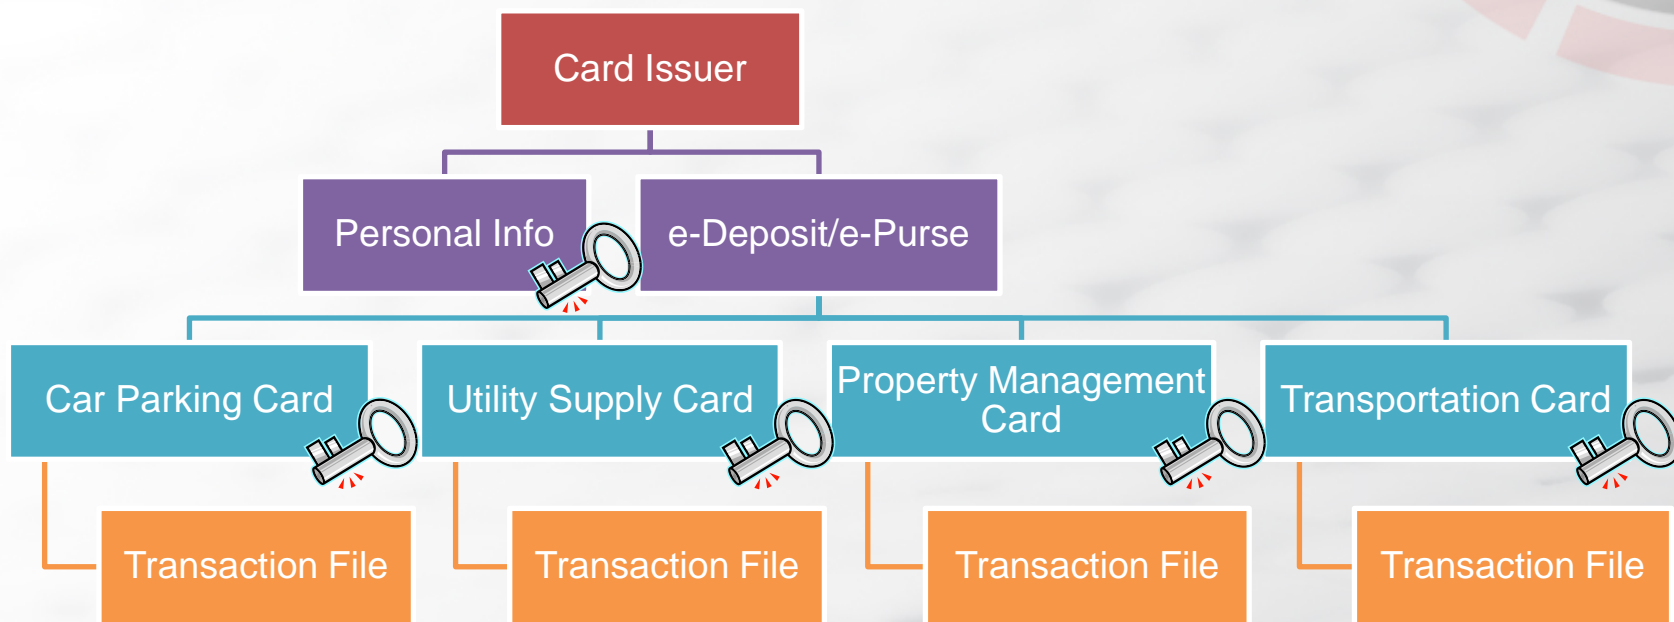 Card Issuer
Personal Info
e-Deposit/e-Purse
Car Parking Card
Utility Supply Card
Property Management
Card
Transportation Card
Transaction File
Transaction File
Transaction File
Transaction File